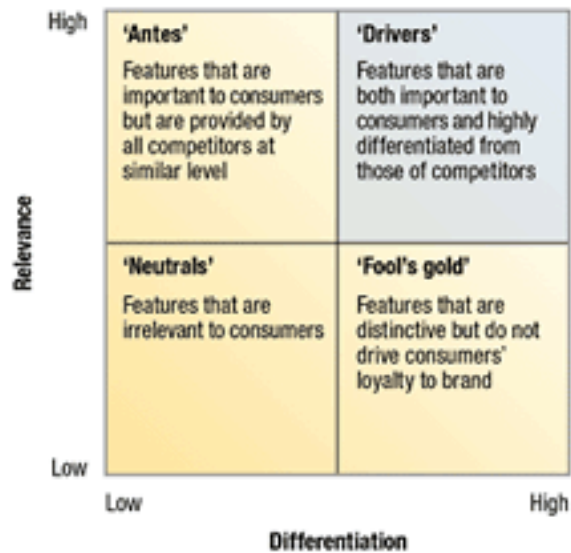 High
'Antes'
Features that are
important to consumers
but are provided by
all competitors at
similar level
'Drivers'
Features that are
both important to
consumers and highly
differentiated from
those of competitors
Relevance
'Neutrals'
Features that are
irrelevant to consumers
'Fool's gold'
Features that are
distinctive but do not
drive consumers'
loyalty to brand
Low
Low
High
Differentiation